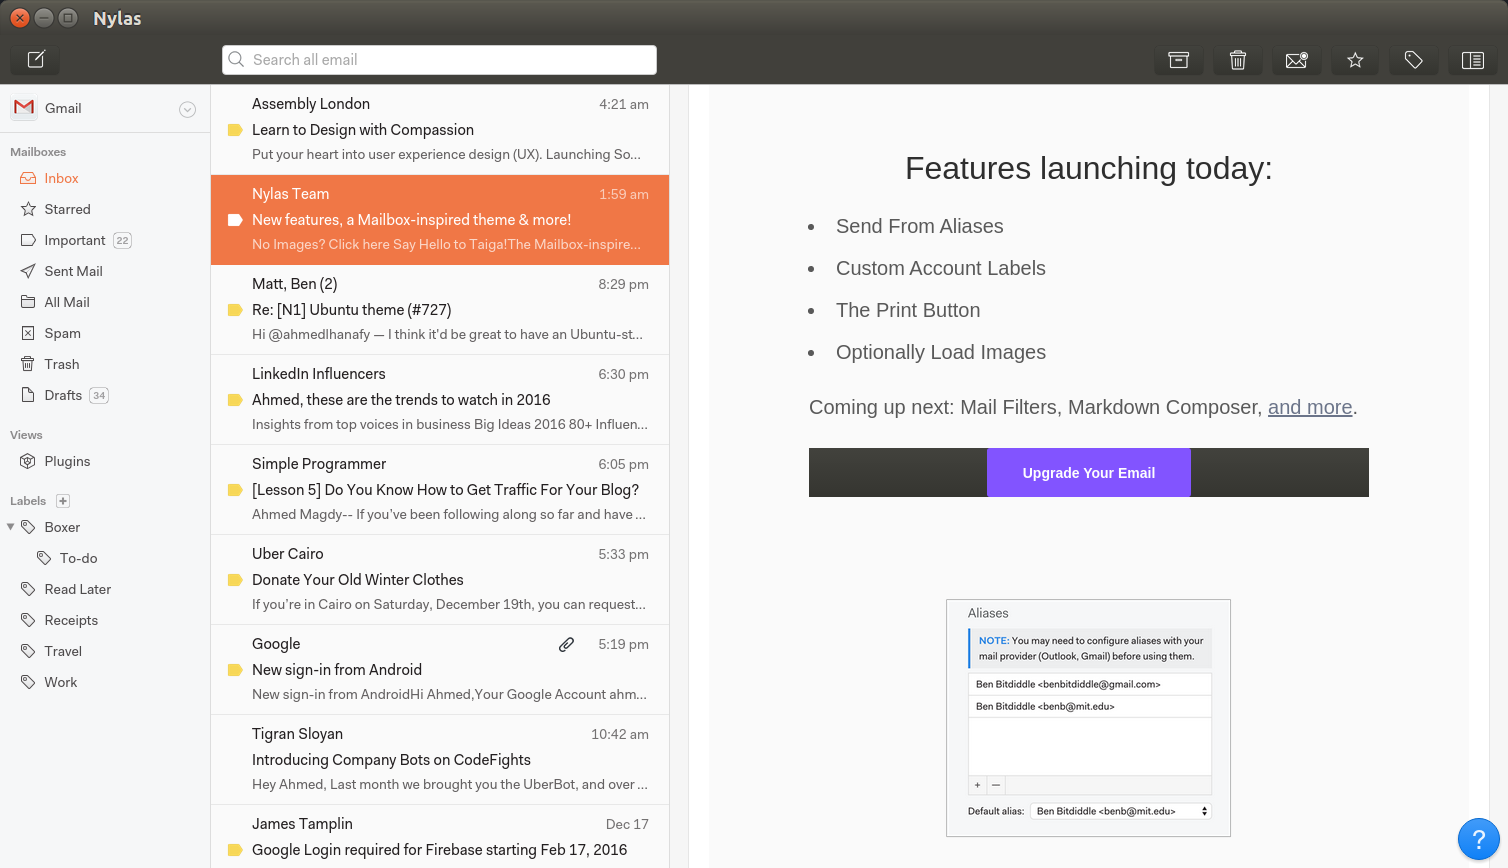 Nylas
Search all email
Gmail
Mailboxes
Inbox
Starred
Important 22
Sent Mail
All Mail
Spam
Trash
Drafts 34
Views
Plugins
Labels +
Boxer
To-do
Read Later
Receipts
Travel
Work
Assembly London 4:21 am
Learn to Design with Compassion
Put your heart into user experience design (UX). Launching So...
Nylas Team 1:59 am
New features, a Mailbox-inspired theme & more!
No Images? Click here Say Hello to Taiga!The Mailbox-inspire...
Matt, Ben (2) 8:29 pm
Re: [N1] Ubuntu theme (#727)
Hi @ahmedlhanafy — I think it'd be great to have an Ubuntu-st...
LinkedIn Influencers 6:30 pm
Ahmed, these are the trends to watch in 2016
Insights from top voices in business Big Ideas 2016 80+ Influen...
Simple Programmer 6:05 pm
[Lesson 5] Do You Know How to Get Traffic For Your Blog?
Ahmed Magdy-- If you've been following along so far and have ...
Uber Cairo 5:33 pm
Donate Your Old Winter Clothes
If you're in Cairo on Saturday, December 19th, you can request...
Google 5:19 pm
New sign-in from Android
New sign-in from AndroidHi Ahmed,Your Google Account ahm...
Tigran Sloyan 10:42 am
Introducing Company Bots on CodeFights
Hey Ahmed, Last month we brought you the UberBot, and over ...
James Tamplin Dec 17
Google Login required for Firebase starting Feb 17, 2016
Features launching today:
• Send From Aliases
• Custom Account Labels
• The Print Button
• Optionally Load Images
Coming up next: Mail Filters, Markdown Composer, and more.
Upgrade Your Email
Aliases
NOTE: You may need to configure aliases with your
mail provider (Outlook, Gmail) before using them.
Ben Bitdiddle <benbitdiddle@gmail.com>
Ben Bitdiddle <benb@mit.edu>
+ —
Default alias: Ben Bitdiddle <benb@mit.edu>
?